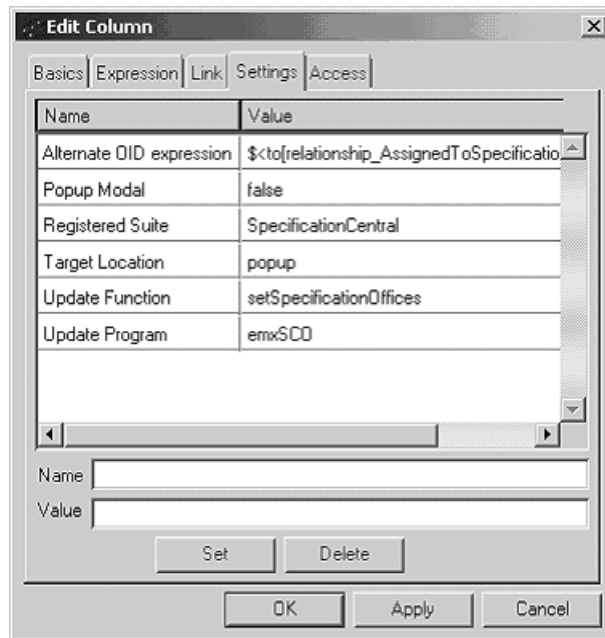 Edit Column
Basics Expression Link Settings Access
Name Value
Alternate OID expression $<to[relationship_AssignedToSpecificatio
Popup Modal false
Registered Suite SpecificationCentral
Target Location popup
Update Function setSpecificationOffices
Update Program emxSCO
Name
Value
Set Delete
OK Apply Cancel